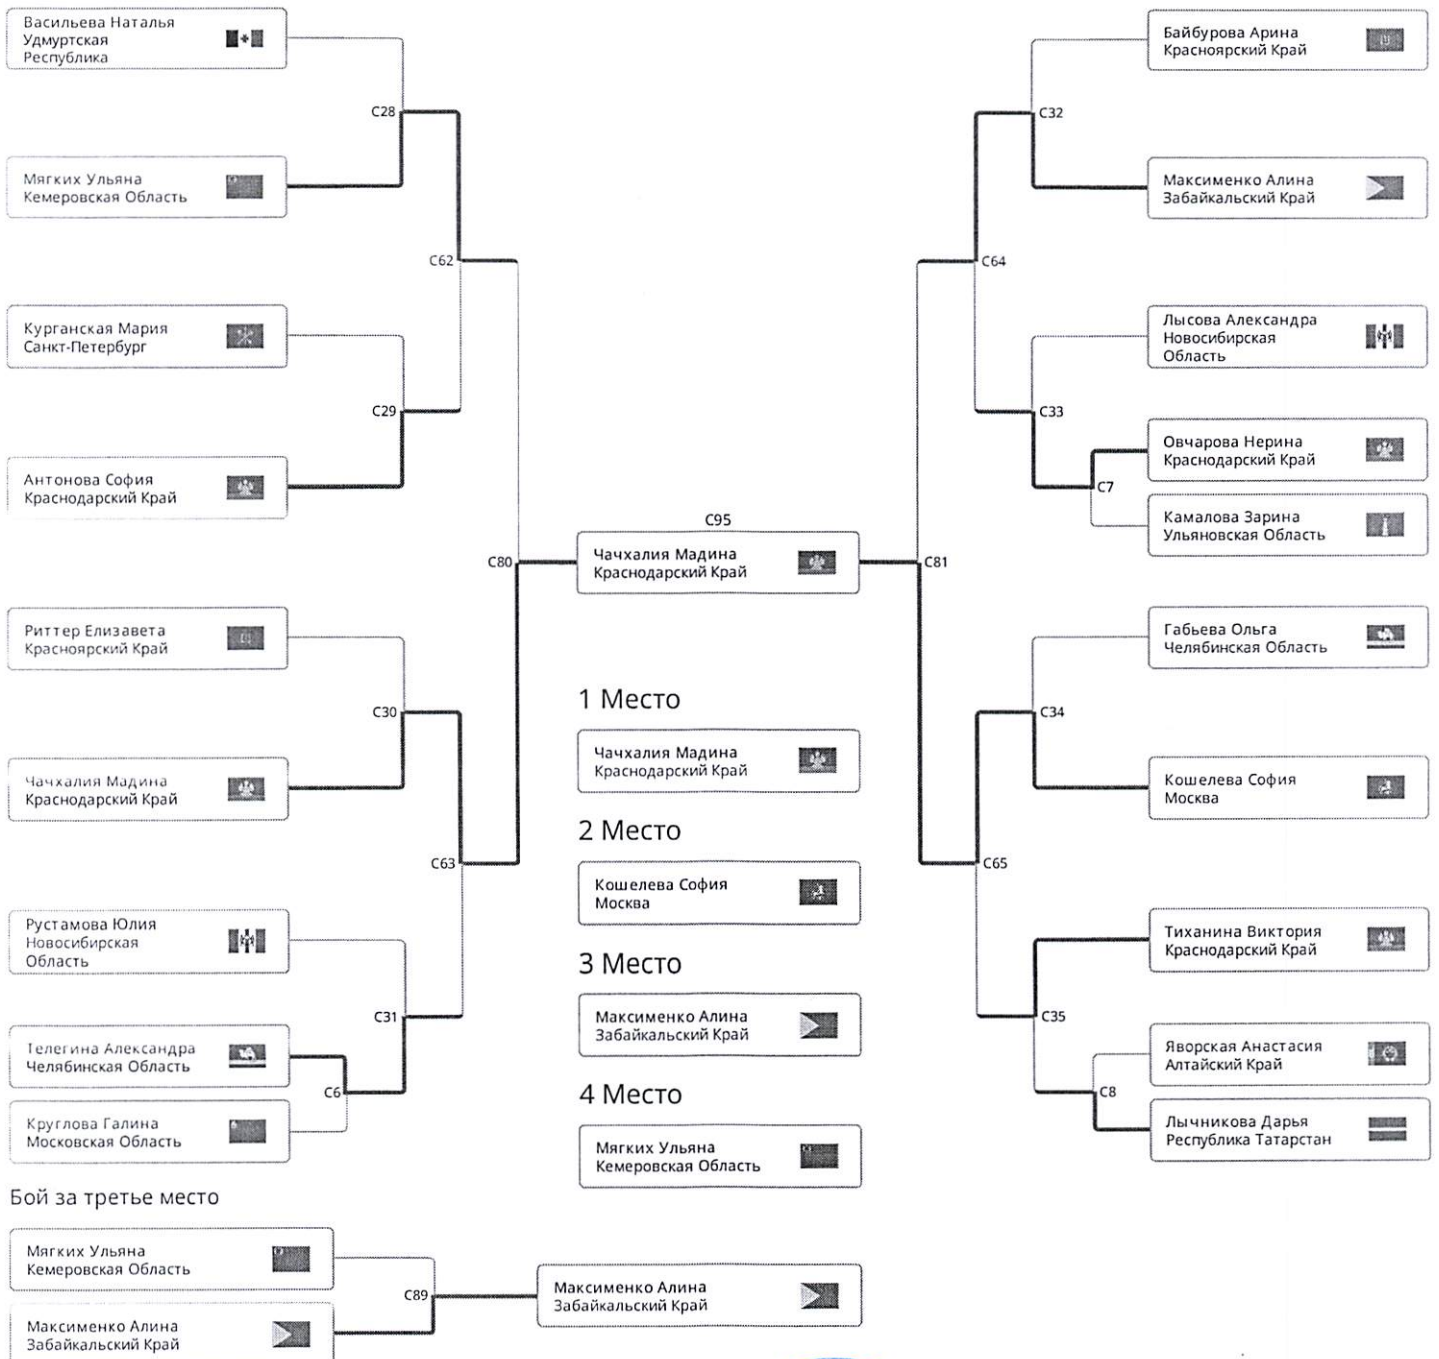 Васильева Наталья
Удмуртская
Республика
C28
Мягких Ульяна
Кемеровская Область
C62
Курганская Мария
Санкт-Петербург
C29
Антонова София
Краснодарский Край
C80
Риттер Елизавета
Красноярский Край
C30
Чачхалия Мадина
Краснодарский Край
C63
Рустамова Юлия
Новосибирская
Область
C31
Телегина Александра
Челябинская Область
C6
Круглова Галина
Московская Область
C95
Чачхалия Мадина
Краснодарский Край
1 Место
Чачхалия Мадина
Краснодарский Край
2 Место
Кошелева София
Москва
3 Место
Максименко Алина
Забайкальский Край
4 Место
Мягких Ульяна
Кемеровская Область
Байбурова Арина
Красноярский Край
C32
Максименко Алина
Забайкальский Край
C64
Лысова Александра
Новосибирская
Область
C33
Овчарова Нерина
Краснодарский Край
C7
Камалова Зарина
Ульяновская Область
C81
Габьева Ольга
Челябинская Область
C34
Кошелева София
Москва
C65
Тиханина Виктория
Краснодарский Край
C35
Яворская Анастасия
Алтайский Край
C8
Лычникова Дарья
Республика Татарстан
Бой за третье место
Мягких Ульяна
Кемеровская Область
C89
Максименко Алина
Забайкальский Край
Максименко Алина
Забайкальский Край